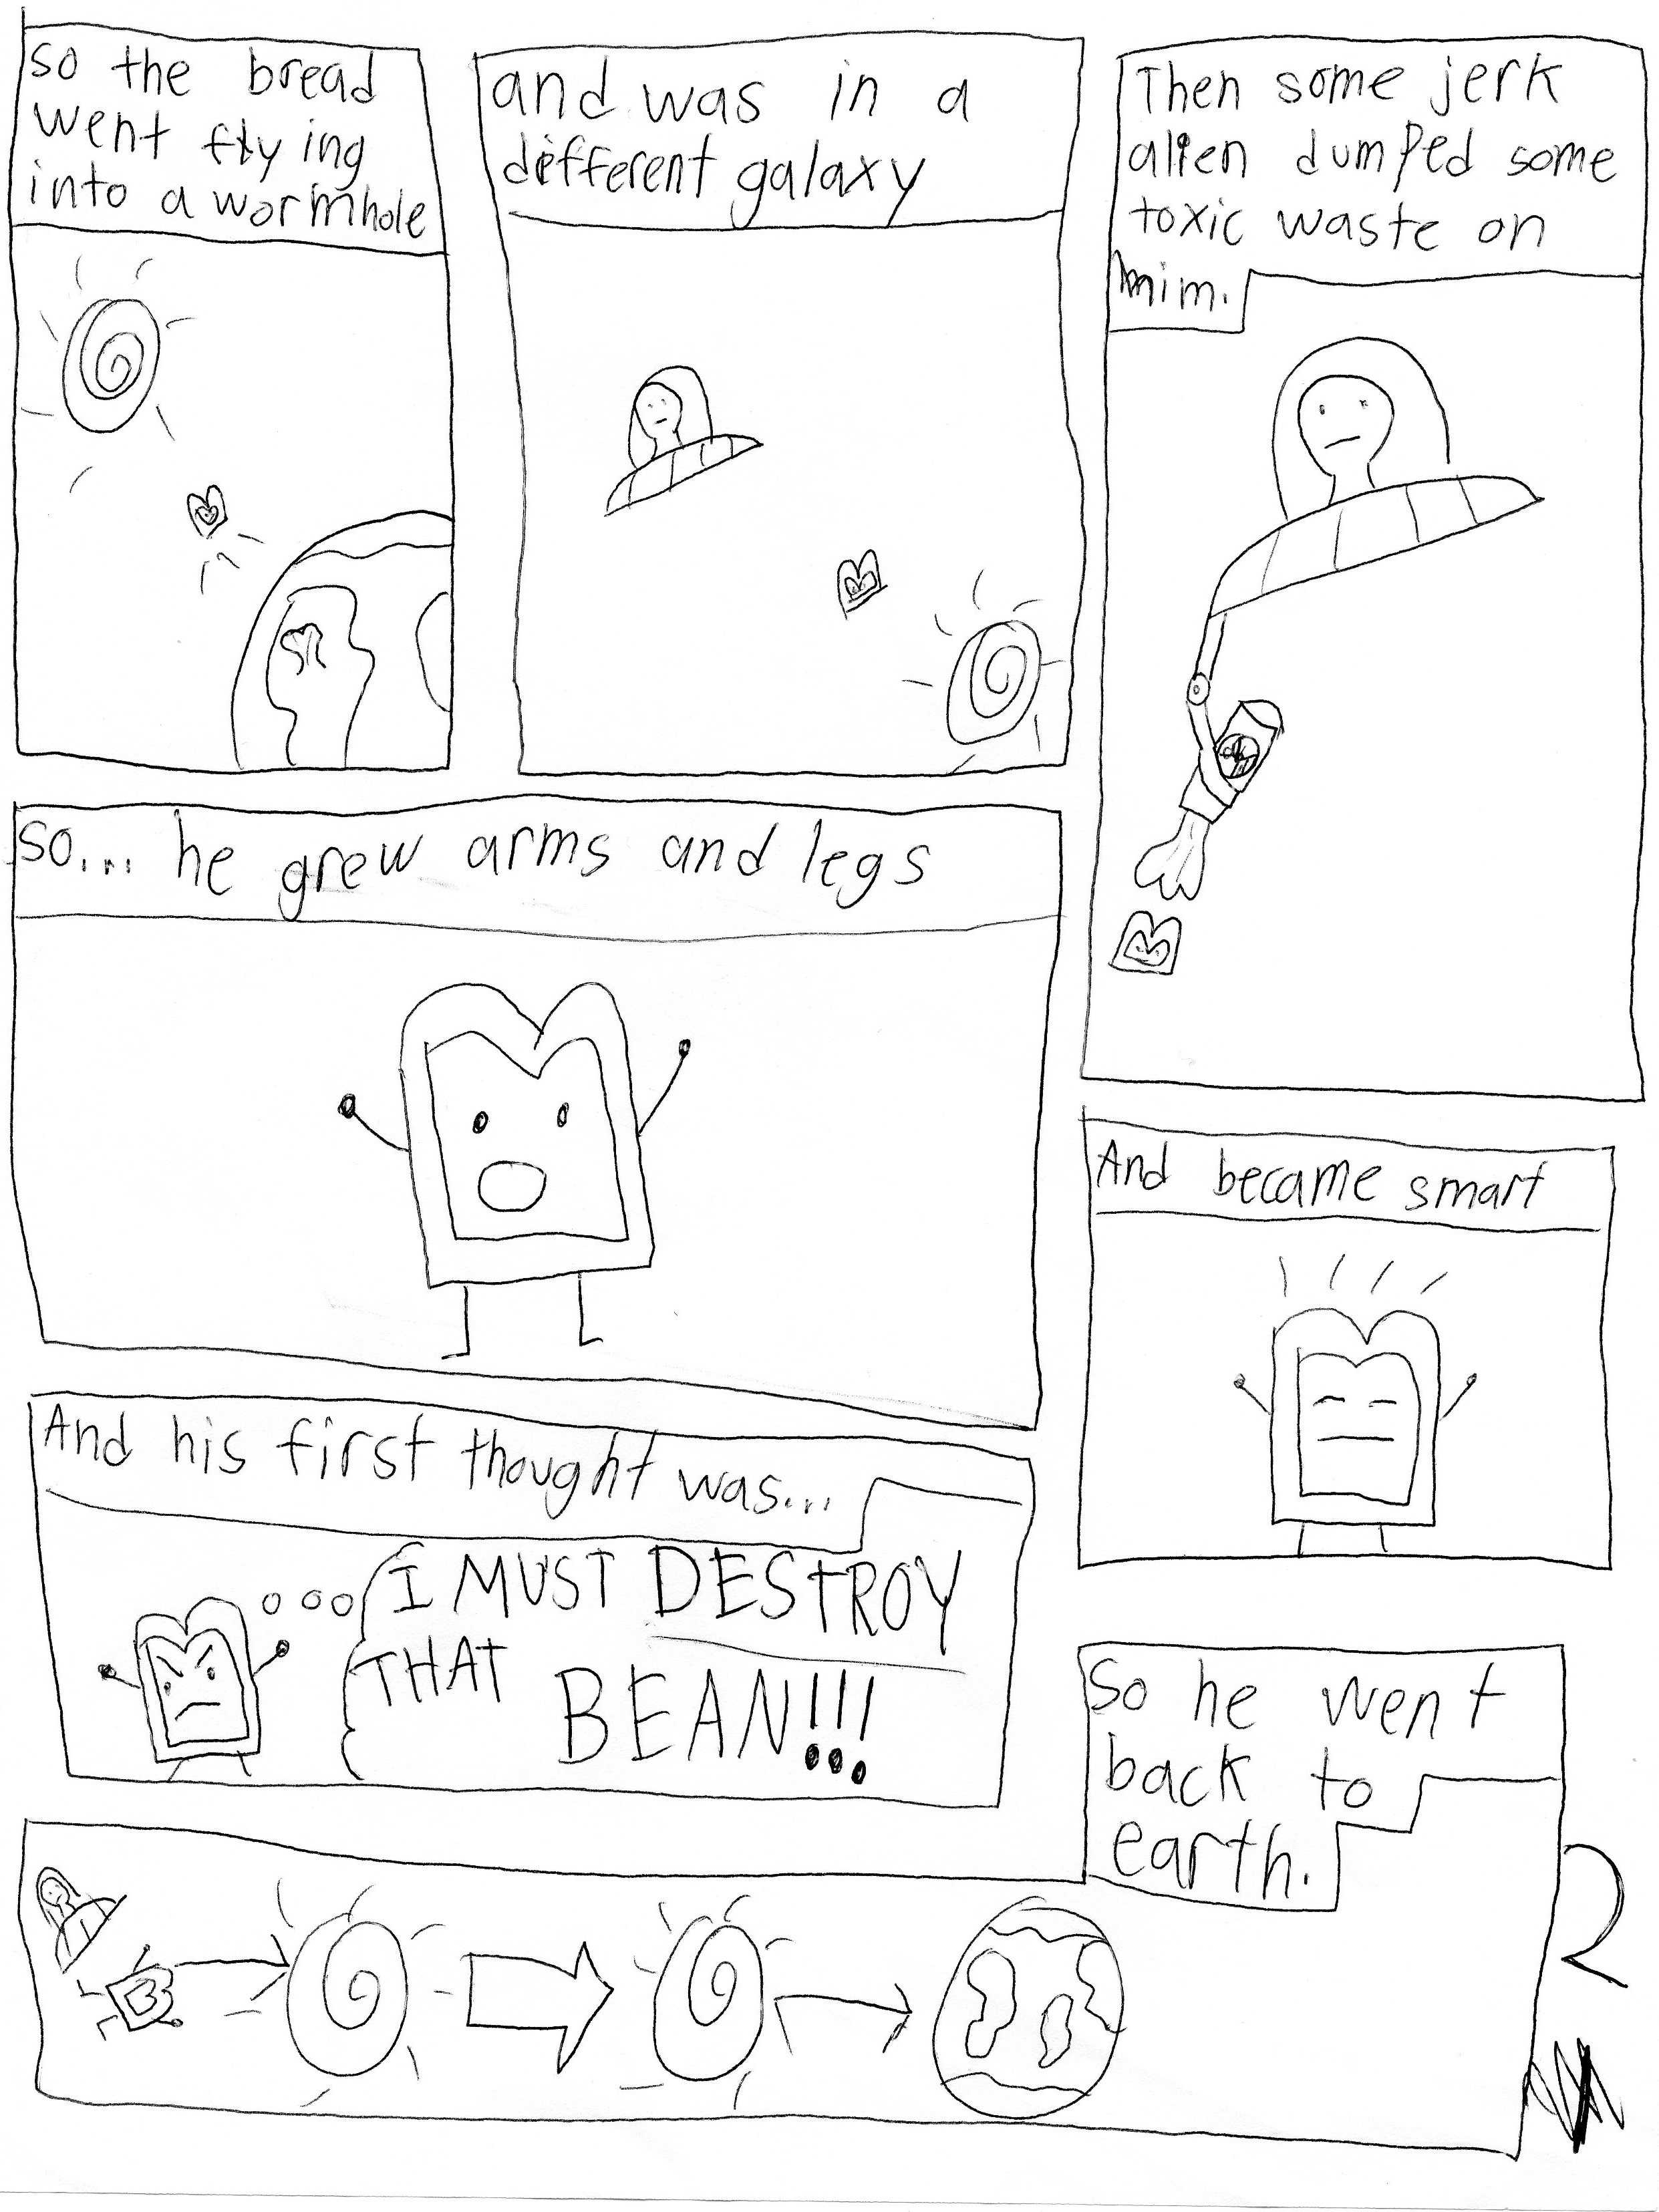 so the bread
went flying
into a wormhole
and was in a
different galaxy
Then some jerk
alien dumped some
toxic waste on
him.
so... he grew arms and legs
And became smart
And his first thought was...
I MUST DESTROY
THAT BEAN!!!
So he went
back to
earth.
2